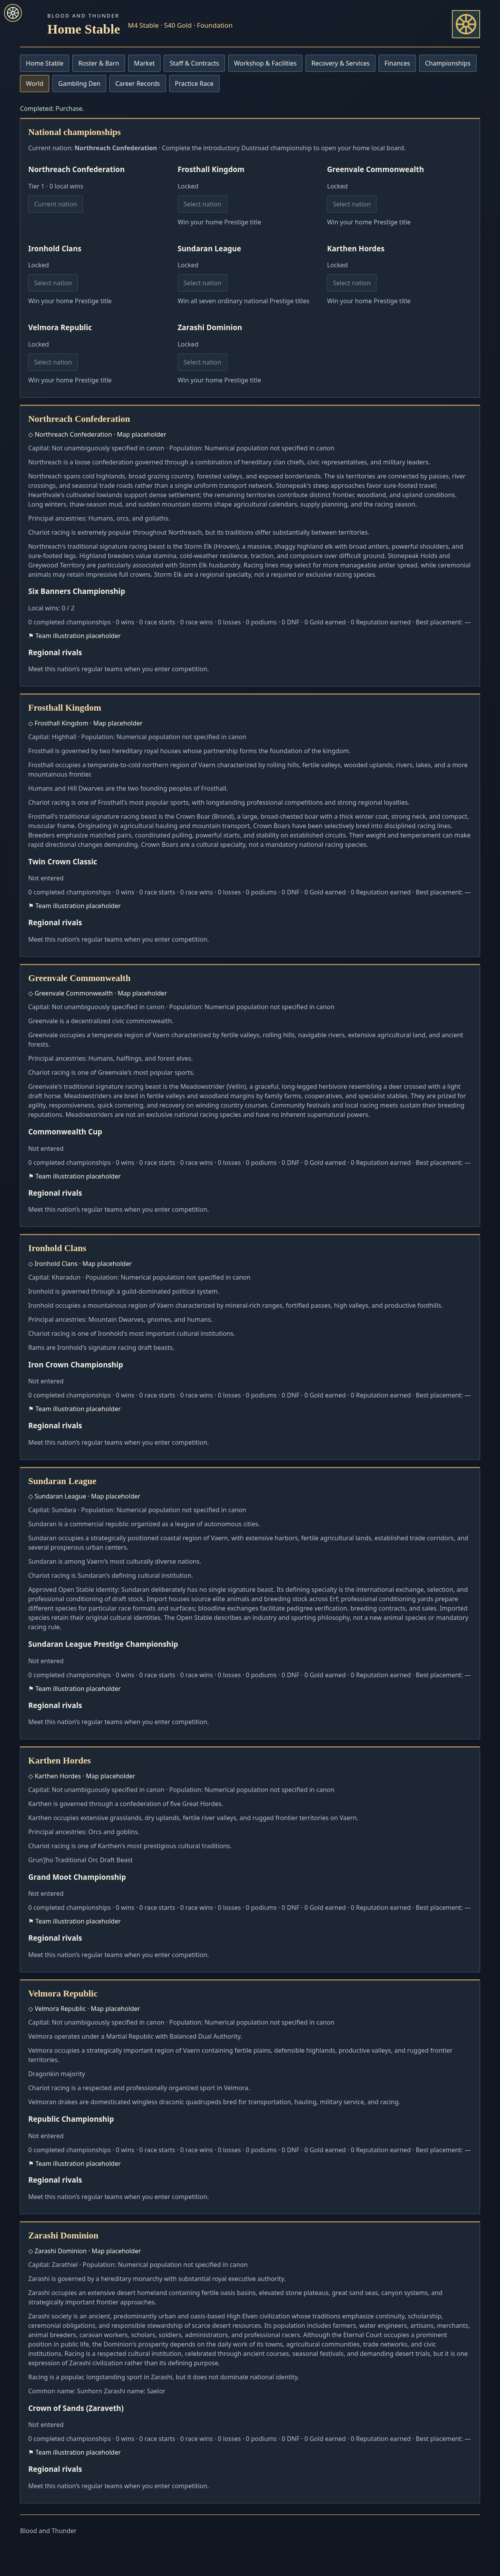 BLOOD AND THUNDER
Home Stable
M4 Stable · 540 Gold · Foundation
Home Stable
Roster & Barn
Market
Staff & Contracts
Workshop & Facilities
Recovery & Services
Finances
Championships
World
Gambling Den
Career Records
Practice Race
Completed: Purchase.
National championships
Current nation: Northreach Confederation · Complete the introductory Dustroad championship to open your home local board.
Northreach Confederation
Tier 1 · 0 local wins
Current nation
Frosthall Kingdom
Locked
Select nation
Win your home Prestige title
Greenvale Commonwealth
Locked
Select nation
Win your home Prestige title
Ironhold Clans
Locked
Select nation
Win your home Prestige title
Sundaran League
Locked
Select nation
Win all seven ordinary national Prestige titles
Karthen Hordes
Locked
Select nation
Win your home Prestige title
Velmora Republic
Locked
Select nation
Win your home Prestige title
Zarashi Dominion
Locked
Select nation
Win your home Prestige title
Northreach Confederation
◇ Northreach Confederation · Map placeholder
Capital: Not unambiguously specified in canon · Population: Numerical population not specified in canon
Northreach is a loose confederation governed through a combination of hereditary clan chiefs, civic representatives, and military leaders.
Northreach spans cold highlands, broad grazing country, forested valleys, and exposed borderlands. The six territories are connected by passes, river
crossings, and seasonal trade roads rather than a single uniform transport network. Stonepeak's steep approaches favor sure-footed travel;
Hearthvale's cultivated lowlands support dense settlement; the remaining territories contribute distinct frontier, woodland, and upland conditions.
Long winters, thaw-season mud, and sudden mountain storms shape agricultural calendars, supply planning, and the racing season.
Principal ancestries: Humans, orcs, and goliaths.
Chariot racing is extremely popular throughout Northreach, but its traditions differ substantially between territories.
Northreach's traditional signature racing beast is the Storm Elk (Hroven), a massive, shaggy highland elk with broad antlers, powerful shoulders, and
sure-footed legs. Highland breeders value stamina, cold-weather resilience, traction, and composure over difficult ground. Stonepeak Holds and
Greywood Territory are particularly associated with Storm Elk husbandry. Racing lines may select for more manageable antler spread, while ceremonial
animals may retain impressive full crowns. Storm Elk are a regional specialty, not a required or exclusive racing species.
Six Banners Championship
Local wins: 0 / 2
0 completed championships · 0 wins · 0 race starts · 0 race wins · 0 losses · 0 podiums · 0 DNF · 0 Gold earned · 0 Reputation earned · Best placement: —
⚑ Team illustration placeholder
Regional rivals
Meet this nation's regular teams when you enter competition.
Frosthall Kingdom
◇ Frosthall Kingdom · Map placeholder
Capital: Highhall · Population: Numerical population not specified in canon
Frosthall is governed by two hereditary royal houses whose partnership forms the foundation of the kingdom.
Frosthall occupies a temperate-to-cold northern region of Vaern characterized by rolling hills, fertile valleys, wooded uplands, rivers, lakes, and a more
mountainous frontier.
Humans and Hill Dwarves are the two founding peoples of Frosthall.
Chariot racing is one of Frosthall's most popular sports, with longstanding professional competitions and strong regional loyalties.
Frosthall's traditional signature racing beast is the Crown Boar (Brond), a large, broad-chested boar with a thick winter coat, strong neck, and compact,
muscular frame. Originating in agricultural hauling and mountain transport, Crown Boars have been selectively bred into disciplined racing lines.
Breeders emphasize matched pairs, coordinated pulling, powerful starts, and stability on established circuits. Their weight and temperament can make
rapid directional changes demanding. Crown Boars are a cultural specialty, not a mandatory national racing species.
Twin Crown Classic
Not entered
0 completed championships · 0 wins · 0 race starts · 0 race wins · 0 losses · 0 podiums · 0 DNF · 0 Gold earned · 0 Reputation earned · Best placement: —
⚑ Team illustration placeholder
Regional rivals
Meet this nation's regular teams when you enter competition.
Greenvale Commonwealth
◇ Greenvale Commonwealth · Map placeholder
Capital: Not unambiguously specified in canon · Population: Numerical population not specified in canon
Greenvale is a decentralized civic commonwealth.
Greenvale occupies a temperate region of Vaern characterized by fertile valleys, rolling hills, navigable rivers, extensive agricultural land, and ancient
forests.
Principal ancestries: Humans, halflings, and forest elves.
Chariot racing is one of Greenvale's most popular sports.
Greenvale's traditional signature racing beast is the Meadowstrider (Vellin), a graceful, long-legged herbivore resembling a deer crossed with a light
draft horse. Meadowstriders are bred in fertile valleys and woodland margins by family farms, cooperatives, and specialist stables. They are prized for
agility, responsiveness, quick cornering, and recovery on winding country courses. Community festivals and local racing meets sustain their breeding
reputations. Meadowstriders are not an exclusive national racing species and have no inherent supernatural powers.
Commonwealth Cup
Not entered
0 completed championships · 0 wins · 0 race starts · 0 race wins · 0 losses · 0 podiums · 0 DNF · 0 Gold earned · 0 Reputation earned · Best placement: —
⚑ Team illustration placeholder
Regional rivals
Meet this nation's regular teams when you enter competition.
Ironhold Clans
◇ Ironhold Clans · Map placeholder
Capital: Kharadun · Population: Numerical population not specified in canon
Ironhold is governed through a guild-dominated political system.
Ironhold occupies a mountainous region of Vaern characterized by mineral-rich ranges, fortified passes, high valleys, and productive foothills.
Principal ancestries: Mountain Dwarves, gnomes, and humans.
Chariot racing is one of Ironhold's most important cultural institutions.
Rams are Ironhold's signature racing draft beasts.
Iron Crown Championship
Not entered
0 completed championships · 0 wins · 0 race starts · 0 race wins · 0 losses · 0 podiums · 0 DNF · 0 Gold earned · 0 Reputation earned · Best placement: —
⚑ Team illustration placeholder
Regional rivals
Meet this nation's regular teams when you enter competition.
Sundaran League
◇ Sundaran League · Map placeholder
Capital: Sundara · Population: Numerical population not specified in canon
Sundaran is a commercial republic organized as a league of autonomous cities.
Sundaran occupies a strategically positioned coastal region of Vaern, with extensive harbors, fertile agricultural lands, established trade corridors, and
several prosperous urban centers.
Sundaran is among Vaern's most culturally diverse nations.
Chariot racing is Sundaran's defining cultural institution.
Approved Open Stable identity: Sundaran deliberately has no single signature beast. Its defining specialty is the international exchange, selection, and
professional conditioning of draft stock. Import houses source elite animals and breeding stock across Erf; professional conditioning yards prepare
different species for particular race formats and surfaces; bloodline exchanges facilitate pedigree verification, breeding contracts, and sales. Imported
species retain their original cultural identities. The Open Stable describes an industry and sporting philosophy, not a new animal species or mandatory
racing rule.
Sundaran League Prestige Championship
Not entered
0 completed championships · 0 wins · 0 race starts · 0 race wins · 0 losses · 0 podiums · 0 DNF · 0 Gold earned · 0 Reputation earned · Best placement: —
⚑ Team illustration placeholder
Regional rivals
Meet this nation's regular teams when you enter competition.
Karthen Hordes
◇ Karthen Hordes · Map placeholder
Capital: Not unambiguously specified in canon · Population: Numerical population not specified in canon
Karthen is governed through a confederation of five Great Hordes.
Karthen occupies extensive grasslands, dry uplands, fertile river valleys, and rugged frontier territories on Vaern.
Principal ancestries: Orcs and goblins.
Chariot racing is one of Karthen's most prestigious cultural traditions.
Grun'Jho Traditional Orc Draft Beast
Grand Moot Championship
Not entered
0 completed championships · 0 wins · 0 race starts · 0 race wins · 0 losses · 0 podiums · 0 DNF · 0 Gold earned · 0 Reputation earned · Best placement: —
⚑ Team illustration placeholder
Regional rivals
Meet this nation's regular teams when you enter competition.
Velmora Republic
◇ Velmora Republic · Map placeholder
Capital: Not unambiguously specified in canon · Population: Numerical population not specified in canon
Velmora operates under a Martial Republic with Balanced Dual Authority.
Velmora occupies a strategically important region of Vaern containing fertile plains, defensible highlands, productive valleys, and rugged frontier
territories.
Dragonkin majority
Chariot racing is a respected and professionally organized sport in Velmora.
Velmoran drakes are domesticated wingless draconic quadrupeds bred for transportation, hauling, military service, and racing.
Republic Championship
Not entered
0 completed championships · 0 wins · 0 race starts · 0 race wins · 0 losses · 0 podiums · 0 DNF · 0 Gold earned · 0 Reputation earned · Best placement: —
⚑ Team illustration placeholder
Regional rivals
Meet this nation's regular teams when you enter competition.
Zarashi Dominion
◇ Zarashi Dominion · Map placeholder
Capital: Zarathiel · Population: Numerical population not specified in canon
Zarashi is governed by a hereditary monarchy with substantial royal executive authority.
Zarashi occupies an extensive desert homeland containing fertile oasis basins, elevated stone plateaus, great sand seas, canyon systems, and
strategically important frontier approaches.
Zarashi society is an ancient, predominantly urban and oasis-based High Elven civilization whose traditions emphasize continuity, scholarship,
ceremonial obligations, and responsible stewardship of scarce desert resources. Its population includes farmers, water engineers, artisans, merchants,
animal breeders, caravan workers, scholars, soldiers, administrators, and professional racers. Although the Eternal Court occupies a prominent
position in public life, the Dominion's prosperity depends on the daily work of its towns, agricultural communities, trade networks, and civic
institutions. Racing is a respected cultural institution, celebrated through ancient courses, seasonal festivals, and demanding desert trials, but it is one
expression of Zarashi civilization rather than its defining purpose.
Racing is a popular, longstanding sport in Zarashi, but it does not dominate national identity.
Common name: Sunhorn Zarashi name: Saelor
Crown of Sands (Zaraveth)
Not entered
0 completed championships · 0 wins · 0 race starts · 0 race wins · 0 losses · 0 podiums · 0 DNF · 0 Gold earned · 0 Reputation earned · Best placement: —
⚑ Team illustration placeholder
Regional rivals
Meet this nation's regular teams when you enter competition.
Blood and Thunder